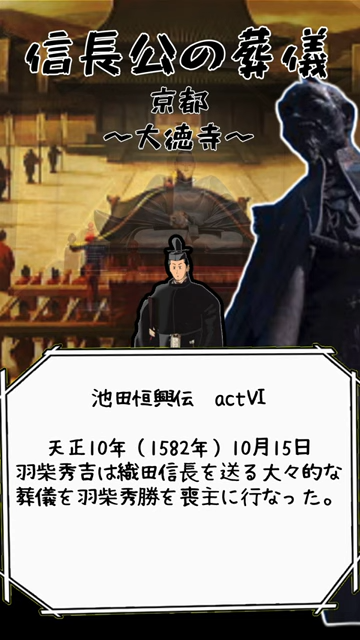 信長公の葬儀
京都
～大徳寺～
池田恒興伝　actⅥ
天正10年（1582年）10月15日
羽柴秀吉は織田信長を送る大々的な
葬儀を羽柴秀勝を喪主に行なった。